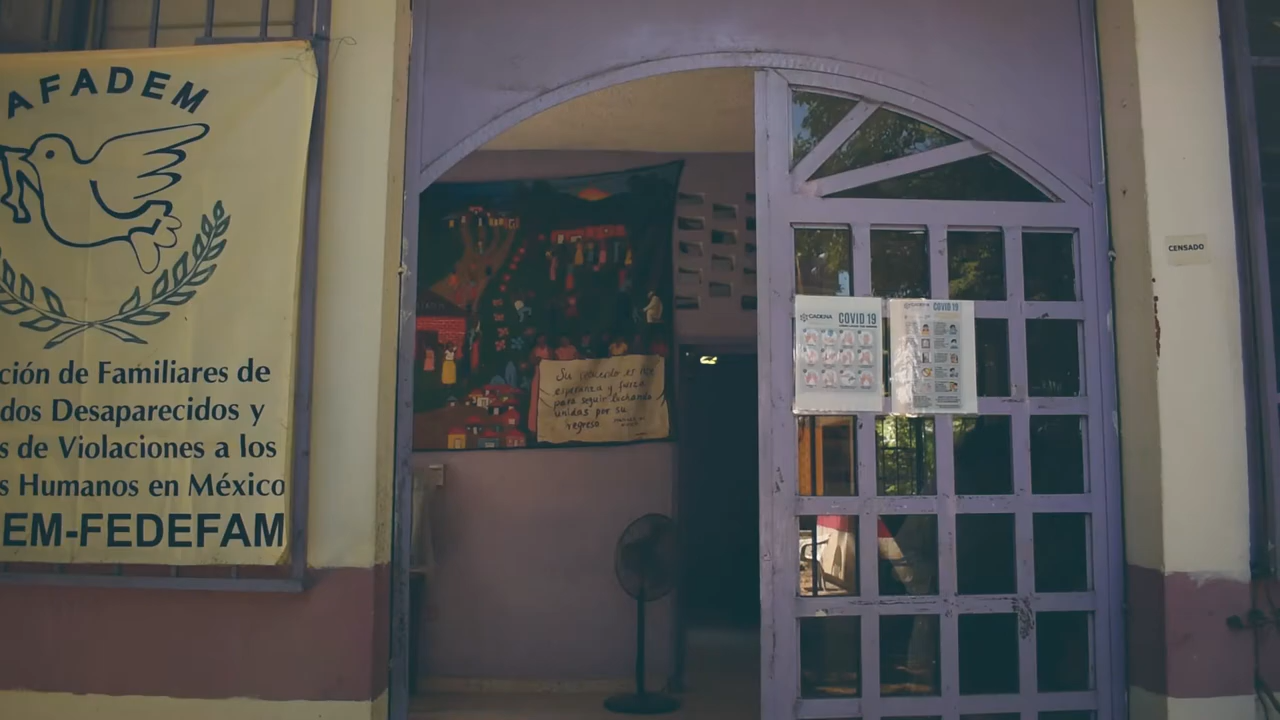 AFADEM
ción de Familiares de
dos Desaparecidos y
s de Violaciones a los
s Humanos en México
EM-FEDEFAM
Su recuerdo es
esperanza y fuerza
para seguir luchando
unidas por su
regreso
CADENA
COVID 19
COVID 19
CENSADO